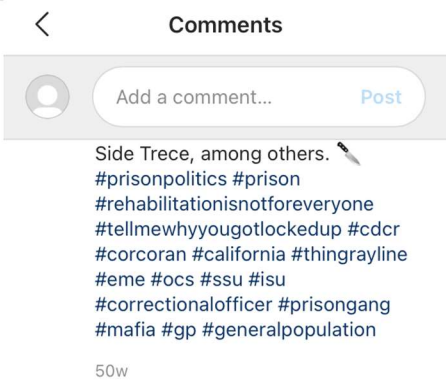 Comments
Add a comment... Post
Side Trece, among others. 🔪
#prisonpolitics #prison
#rehabilitationisnotforeveryone
#tellmewhyyougotlockedup #cdcr
#corcoran #california #thingrayline
#eme #ocs #ssu #isu
#correctionalofficer #prisongang
#mafia #gp #generalpopulation
50w